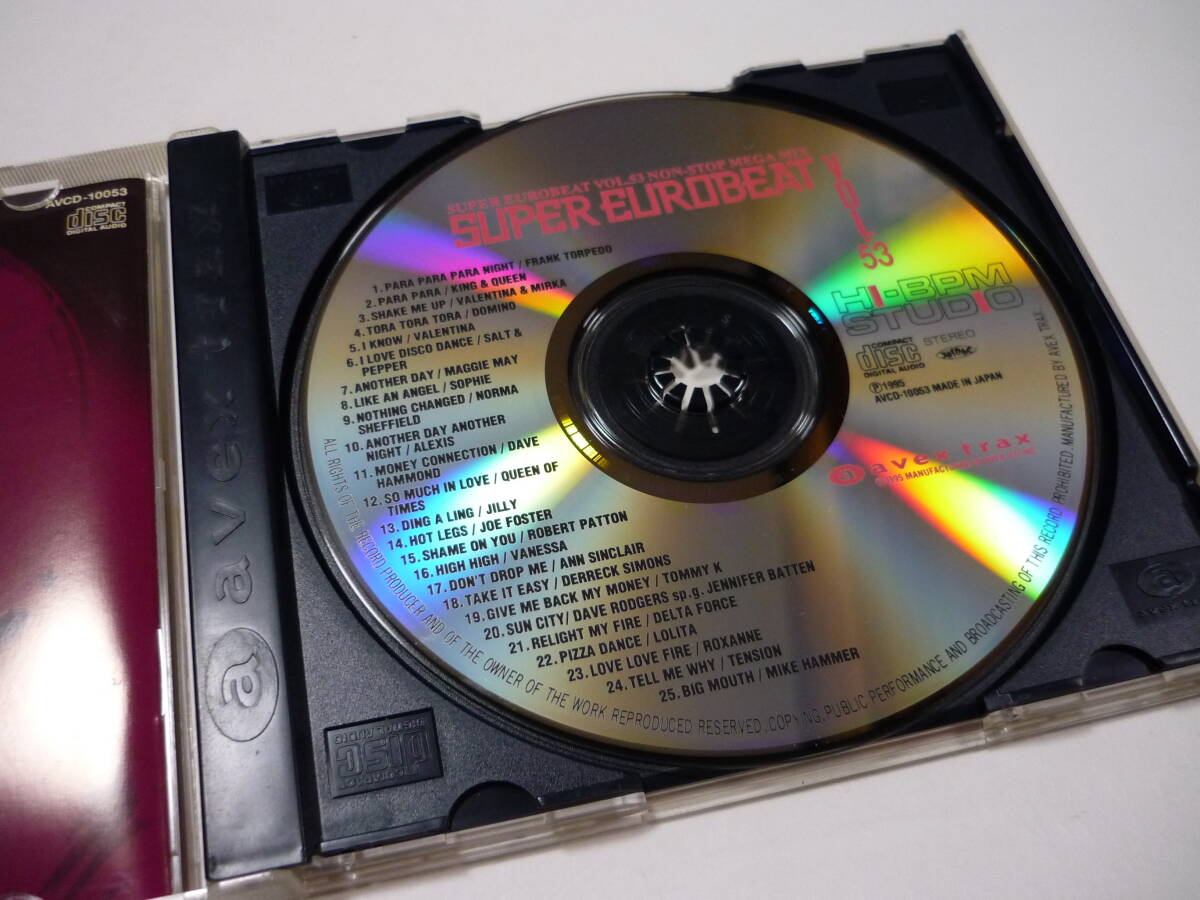 AVCD-10053
COMPACT
disc
DIGITAL AUDIO
a avex trax
SUPER EUROBEAT VOL.53 NON-STOP MEGA MIX
SUPER EUROBEAT
VOL.
53
1. PARA PARA PARA NIGHT / FRANK TORPEDO
2. PARA PARA / KING & QUEEN
3. SHAKE ME UP / VALENTINA & MIRKA
4. TORA TORA TORA / DOMINO
5. I KNOW / VALENTINA
6. I LOVE DISCO DANCE / SALT &
PEPPER
7. ANOTHER DAY / MAGGIE MAY
8. LIKE AN ANGEL / SOPHIE
9. NOTHING CHANGED / NORMA
SHEFFIELD
10. ANOTHER DAY ANOTHER
NIGHT / ALEXIS
11. MONEY CONNECTION / DAVE
HAMMOND
12. SO MUCH IN LOVE / QUEEN OF
TIMES
13. DING A LING / JILLY
14. HOT LEGS / JOE FOSTER
15. SHAME ON YOU / ROBERT PATTON
16. HIGH HIGH / VANESSA
17. DON'T DROP ME / ANN SINCLAIR
18. TAKE IT EASY / DERRECK SIMONS
19. GIVE ME BACK MY MONEY / TOMMY K
20. SUN CITY / DAVE RODGERS sp.g. JENNIFER BATTEN
21. RELIGHT MY FIRE / DELTA FORCE
22. PIZZA DANCE / LOLITA
23. LOVE LOVE FIRE / ROXANNE
24. TELL ME WHY / TENSION
25. BIG MOUTH / MIKE HAMMER
HI-BPM
STUDIO
COMPACT
disc
DIGITAL AUDIO
STEREO
℗1995
AVCD-10053 MADE IN JAPAN
a avex trax
ALL RIGHTS OF THE RECORD PRODUCER AND OF THE OWNER OF THE WORK REPRODUCED RESERVED. COPYING, PUBLIC PERFORMANCE AND BROADCASTING OF THIS RECORD PROHIBITED. MANUFACTURED BY AVEX TRAX
COMPACT
disc
DIGITAL AUDIO
a